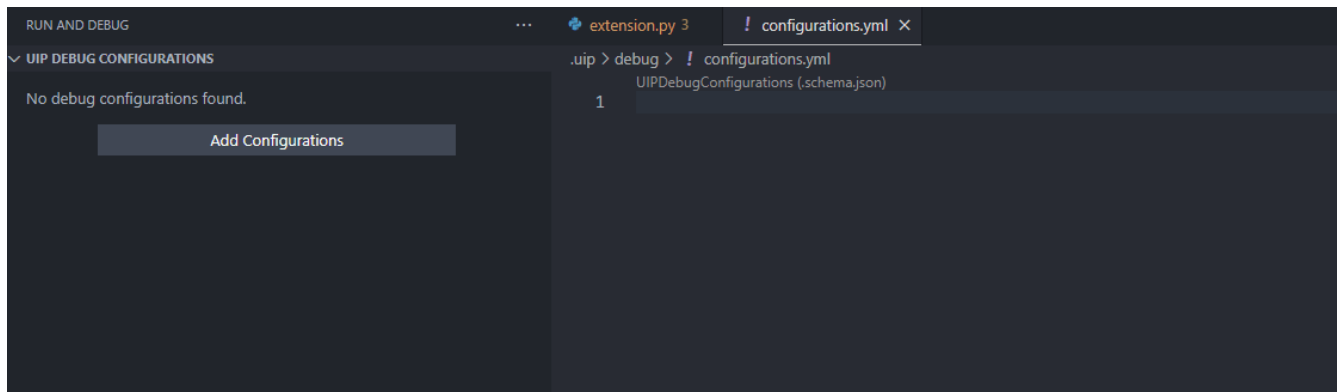 RUN AND DEBUG ···
UIP DEBUG CONFIGURATIONS
No debug configurations found.
Add Configurations
extension.py 3
! configurations.yml ×
.uip > debug > ! configurations.yml
UIPDebugConfigurations (.schema.json)
1